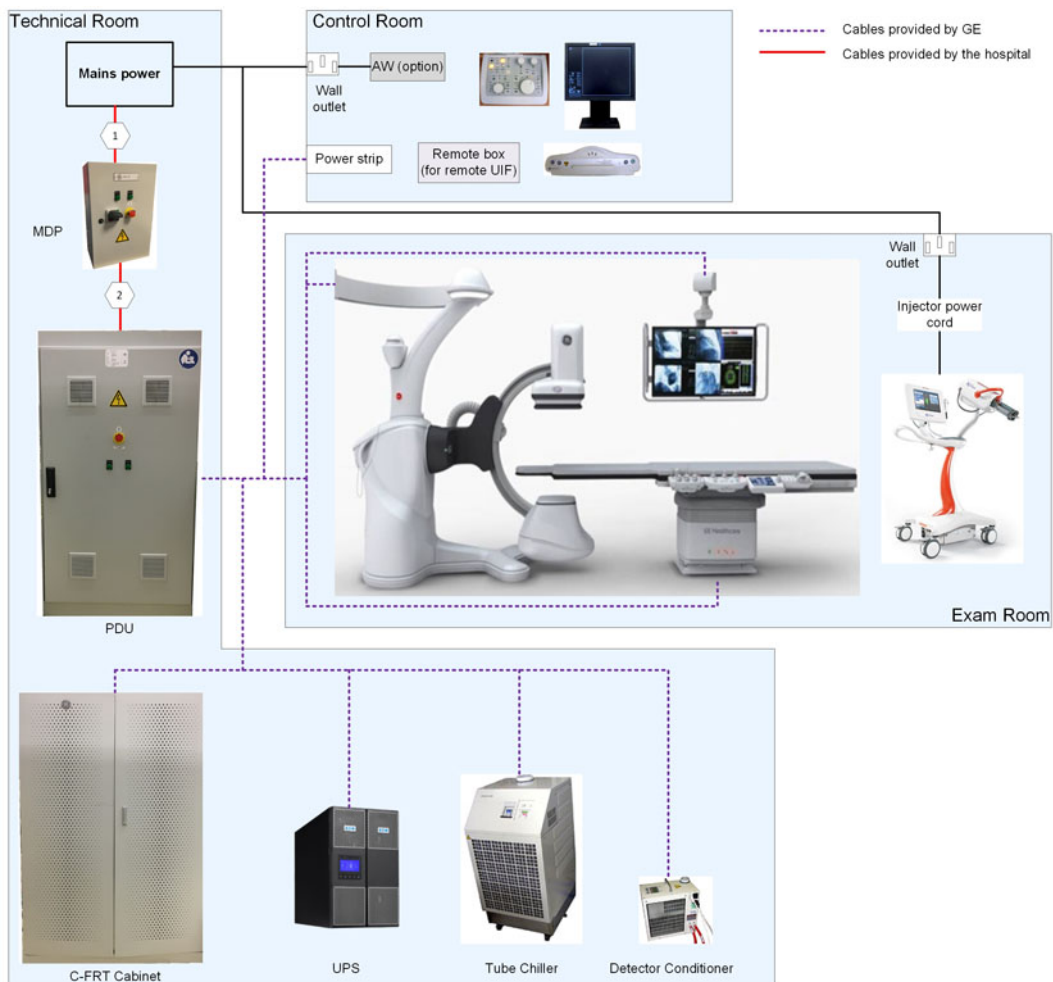 Technical Room
Control Room
Cables provided by GE
Cables provided by the hospital
Mains power
AW (option)
Wall
outlet
1
Power strip
Remote box
(for remote UIF)
MDP
2
Wall
outlet
Injector power
cord
GE Healthcare
PDU
Exam Room
C-FRT Cabinet
UPS
Tube Chiller
Detector Conditioner